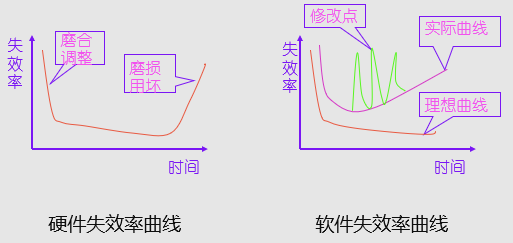 失
效
率
磨合
调整
磨损
用坏
时间
硬件失效率曲线
修改点
失
效
率
实际曲线
理想曲线
时间
软件失效率曲线